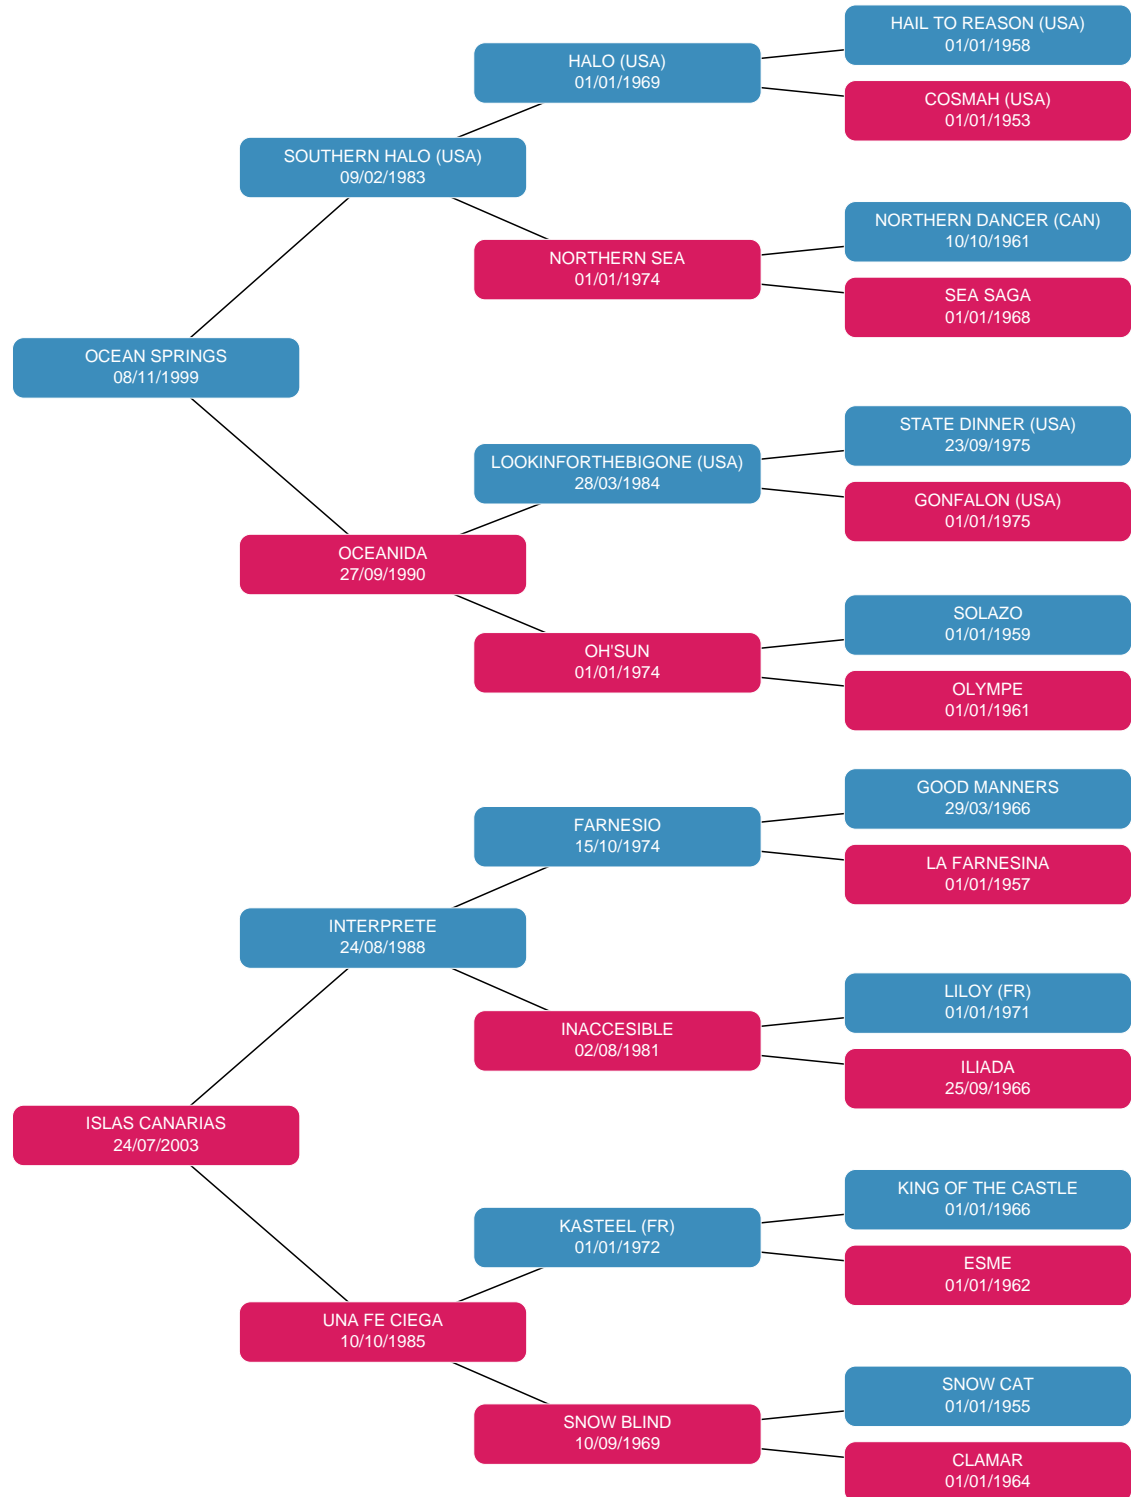 HAIL TO REASON (USA)
01/01/1958
HALO (USA)
01/01/1969
COSMAH (USA)
01/01/1953
SOUTHERN HALO (USA)
09/02/1983
NORTHERN DANCER (CAN)
10/10/1961
NORTHERN SEA
01/01/1974
SEA SAGA
01/01/1968
OCEAN SPRINGS
08/11/1999
STATE DINNER (USA)
23/09/1975
LOOKINFORTHEBIGONE (USA)
28/03/1984
GONFALON (USA)
01/01/1975
OCEANIDA
27/09/1990
SOLAZO
01/01/1959
OH'SUN
01/01/1974
OLYMPE
01/01/1961
GOOD MANNERS
29/03/1966
FARNESIO
15/10/1974
LA FARNESINA
01/01/1957
INTERPRETE
24/08/1988
LILOY (FR)
01/01/1971
INACCESIBLE
02/08/1981
ILIADA
25/09/1966
ISLAS CANARIAS
24/07/2003
KING OF THE CASTLE
01/01/1966
KASTEEL (FR)
01/01/1972
ESME
01/01/1962
UNA FE CIEGA
10/10/1985
SNOW CAT
01/01/1955
SNOW BLIND
10/09/1969
CLAMAR
01/01/1964